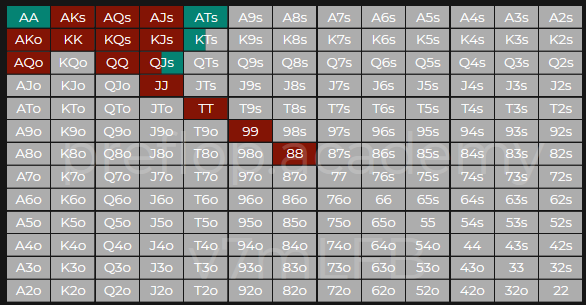 AA AKs AQs AJs ATs A9s A8s A7s A6s A5s A4s A3s A2s
AKo KK KQs KJs KTs K9s K8s K7s K6s K5s K4s K3s K2s
AQo KQo QQ QJs QTs Q9s Q8s Q7s Q6s Q5s Q4s Q3s Q2s
AJo KJo QJo JJ JTs J9s J8s J7s J6s J5s J4s J3s J2s
ATo KTo QTo JTo TT T9s T8s T7s T6s T5s T4s T3s T2s
A9o K9o Q9o J9o T9o 99 98s 97s 96s 95s 94s 93s 92s
A8o K8o Q8o J8o T8o 98o 88 87s 86s 85s 84s 83s 82s
preflop.academy
A7o K7o Q7o J7o T7o 97o 87o 77 76s 75s 74s 73s 72s
A6o K6o Q6o J6o T6o 96o 86o 76o 66 65s 64s 63s 62s
A5o K5o Q5o J5o T5o 95o 85o 75o 65o 55 54s 53s 52s
A4o K4o Q4o J4o T4o 94o 84o 74o 64o 54o 44 43s 42s
A3o K3o Q3o J3o T3o 93o 83o 73o 63o 53o 43o 33 32s
A2o K2o Q2o J2o T2o 92o 82o 72o 62o 52o 42o 32o 22